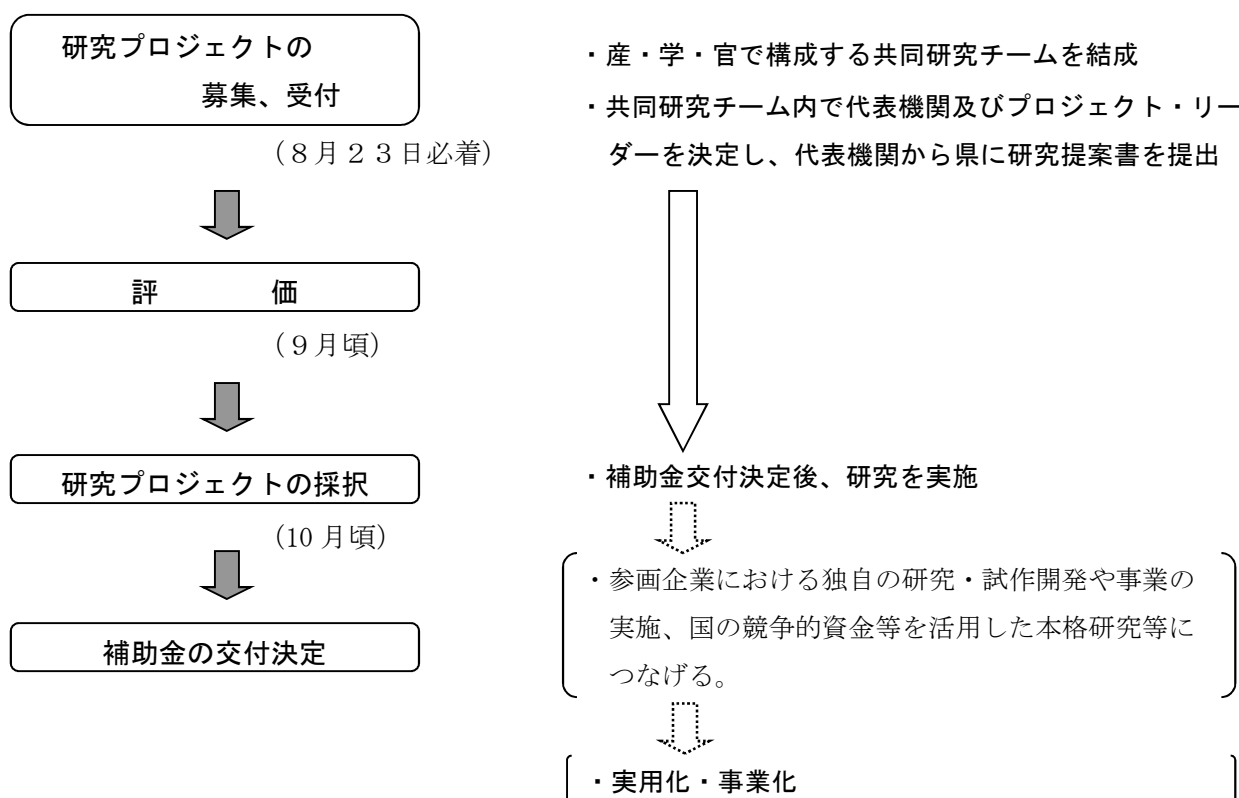 研究プロジェクトの
募集、受付
(8月23日必着)
評 価
(9月頃)
研究プロジェクトの採択
(10月頃)
補助金の交付決定
・産・学・官で構成する共同研究チームを結成
・共同研究チーム内で代表機関及びプロジェクト・リー
ダーを決定し、代表機関から県に研究提案書を提出
・補助金交付決定後、研究を実施
・参画企業における独自の研究・試作開発や事業の
実施、国の競争的資金等を活用した本格研究等に
つなげる。
・実用化・事業化